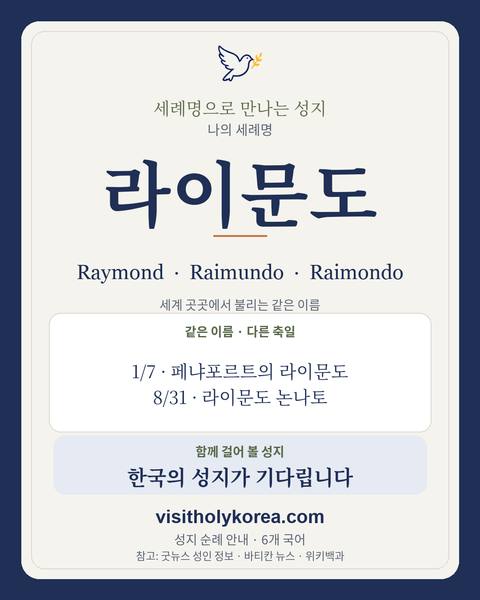 세례명으로 만나는 성지
나의 세례명
라이문도
Raymond · Raimundo · Raimondo
세계 곳곳에서 불리는 같은 이름
같은 이름 · 다른 축일
1/7 · 페냐포르트의 라이문도
8/31 · 라이문도 논나토
함께 걸어 볼 성지
한국의 성지가 기다립니다
visitholykorea.com
성지 순례 안내 · 6개 국어
참고: 굿뉴스 성인 정보 · 바티칸 뉴스 · 위키백과